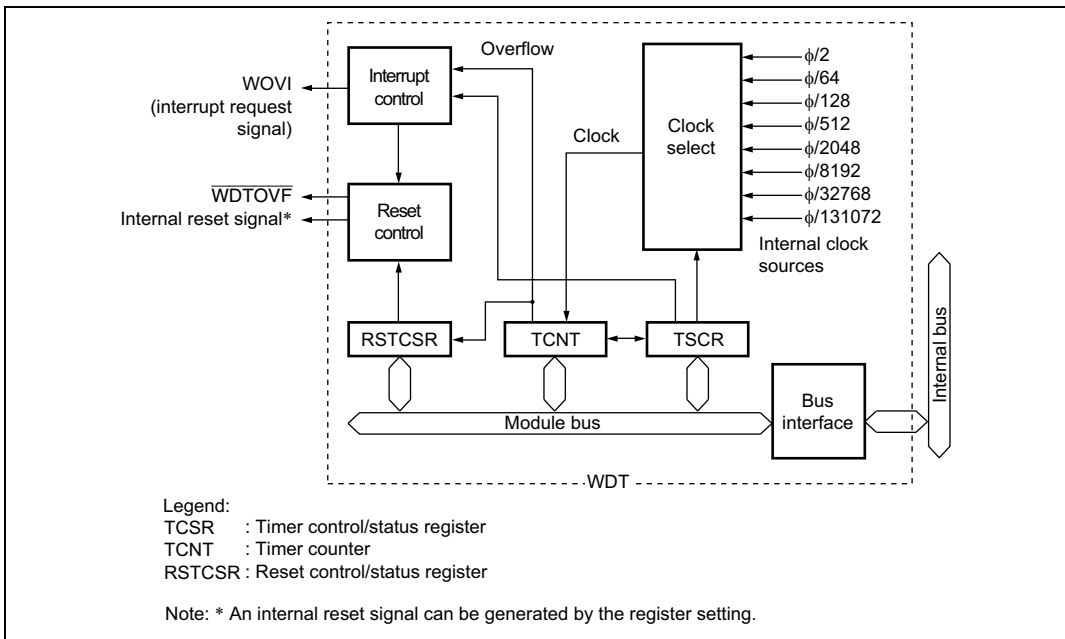 Overflow
Interrupt
control
WOVI
(interrupt request
signal)
WDTOVF
Internal reset signal*
Reset
control
Clock
Clock
select
ϕ/2
ϕ/64
ϕ/128
ϕ/512
ϕ/2048
ϕ/8192
ϕ/32768
ϕ/131072
Internal clock
sources
RSTCSR
TCNT
TSCR
Module bus
Bus
interface
Internal bus
WDT
Legend:
TCSR : Timer control/status register
TCNT : Timer counter
RSTCSR : Reset control/status register
Note: * An internal reset signal can be generated by the register setting.